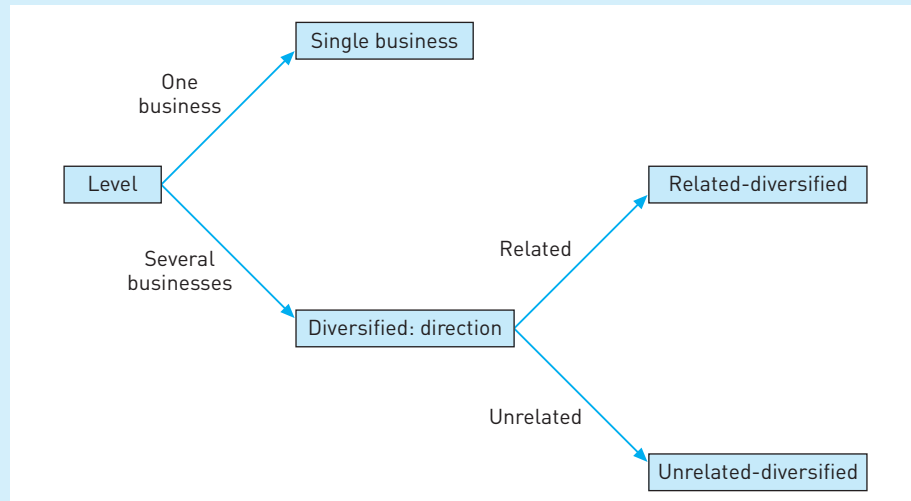 Single business
One
business
Level
Related-diversified
Several
businesses
Related
Diversified: direction
Unrelated
Unrelated-diversified